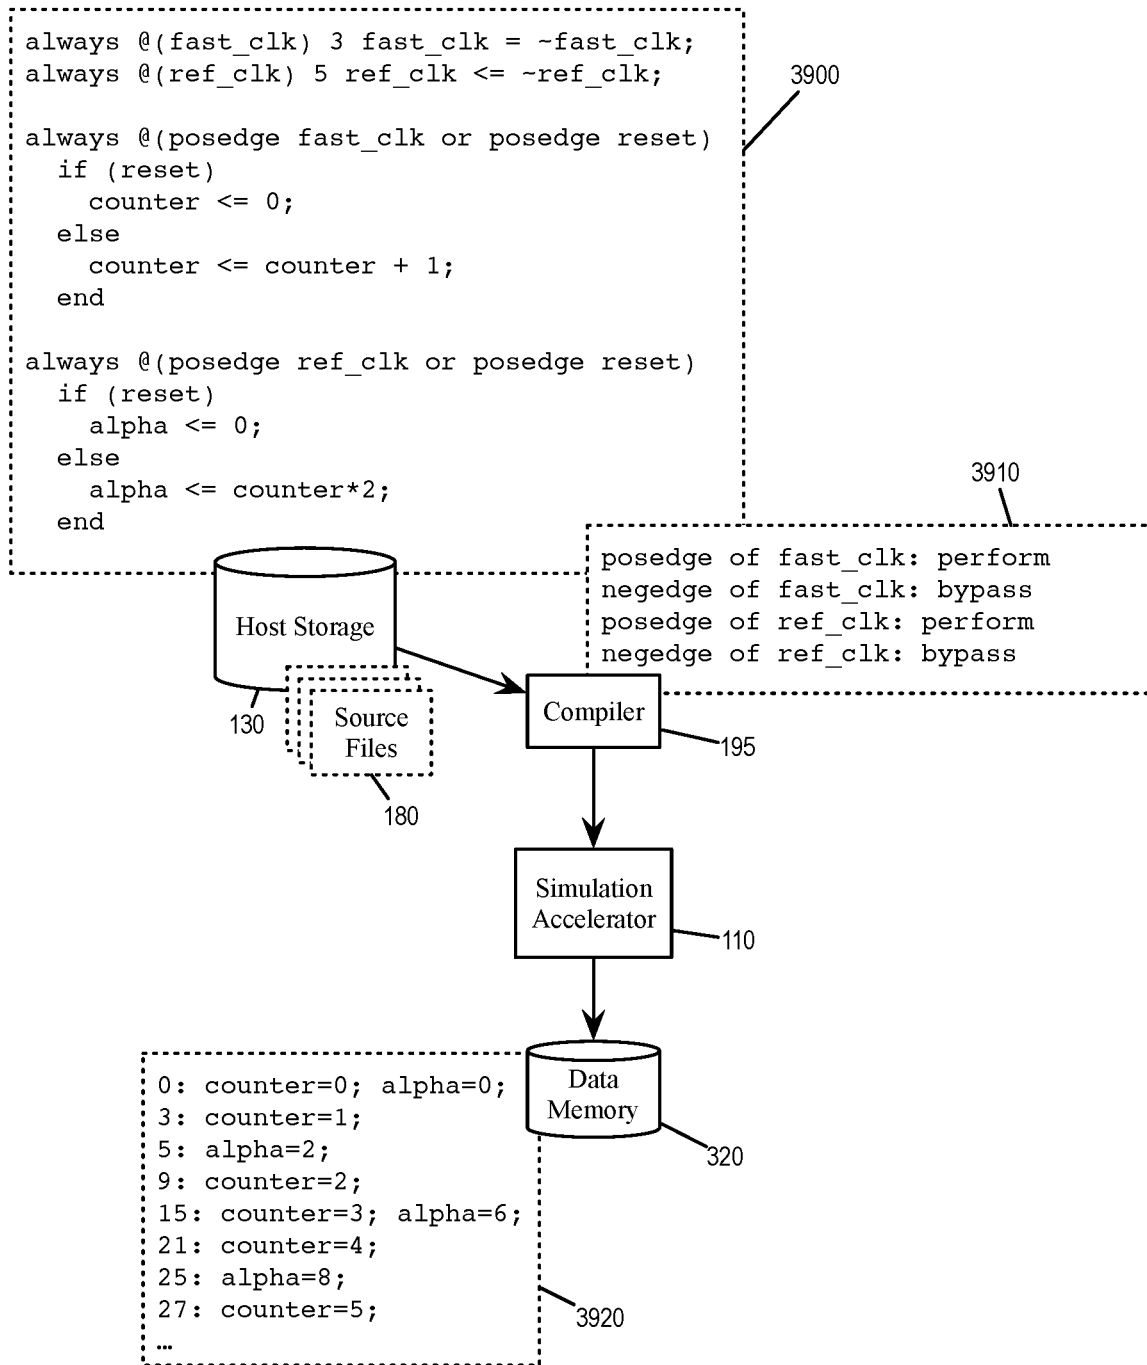 always @(fast_clk) 3 fast_clk = ~fast_clk;
always @(ref_clk) 5 ref_clk <= ~ref_clk;
3900
always @(posedge fast_clk or posedge reset)
if (reset)
counter <= 0;
else
counter <= counter + 1;
end
always @(posedge ref_clk or posedge reset)
if (reset)
alpha <= 0;
else
alpha <= counter*2;
end
3910
posedge of fast_clk: perform
negedge of fast_clk: bypass
posedge of ref_clk: perform
negedge of ref_clk: bypass
Host Storage
130
Source
Files
180
Compiler
195
Simulation
Accelerator
110
Data
Memory
320
0: counter=0; alpha=0;
3: counter=1;
5: alpha=2;
9: counter=2;
15: counter=3; alpha=6;
21: counter=4;
25: alpha=8;
27: counter=5;
...
3920